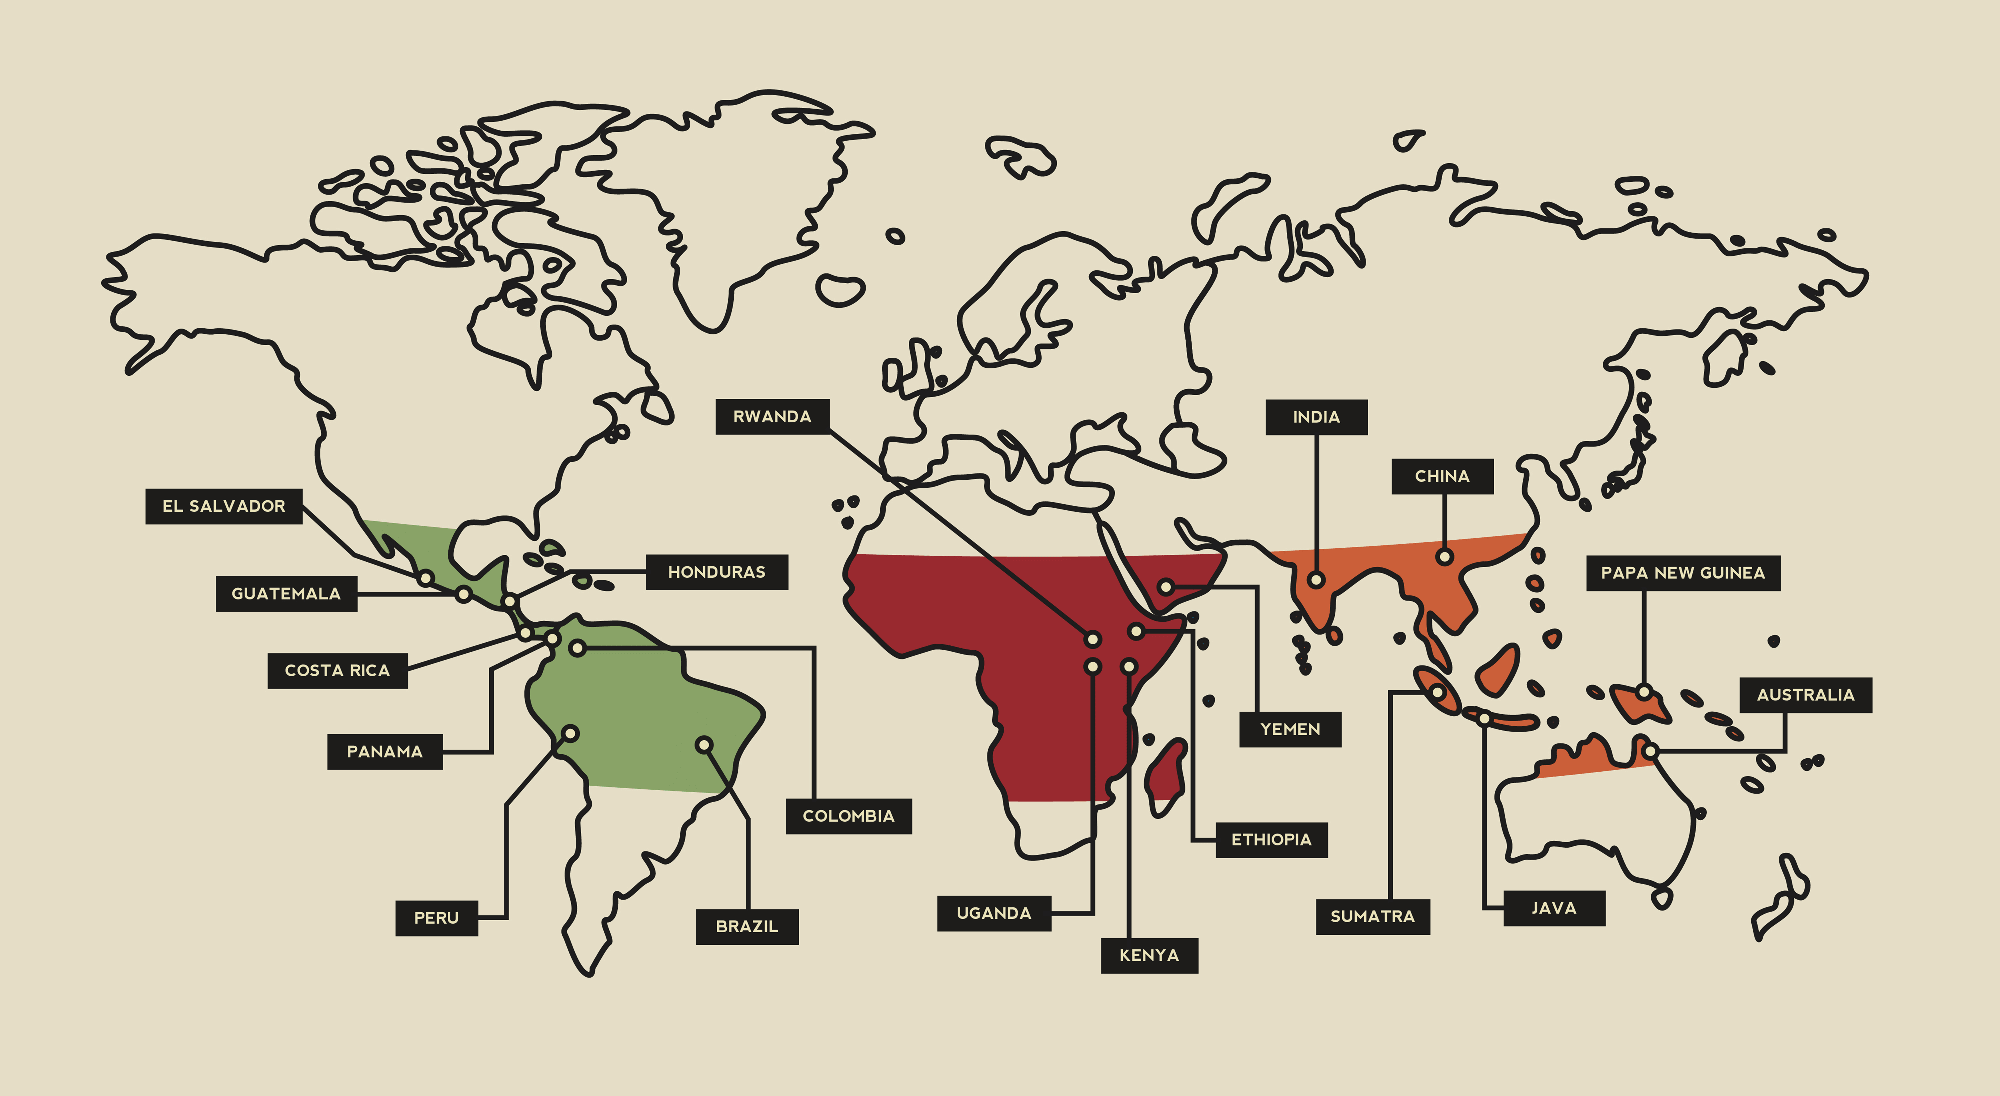 RWANDA
INDIA
CHINA
EL SALVADOR
HONDURAS
PAPA NEW GUINEA
GUATEMALA
COSTA RICA
AUSTRALIA
YEMEN
PANAMA
COLOMBIA
ETHIOPIA
JAVA
UGANDA
SUMATRA
PERU
BRAZIL
KENYA